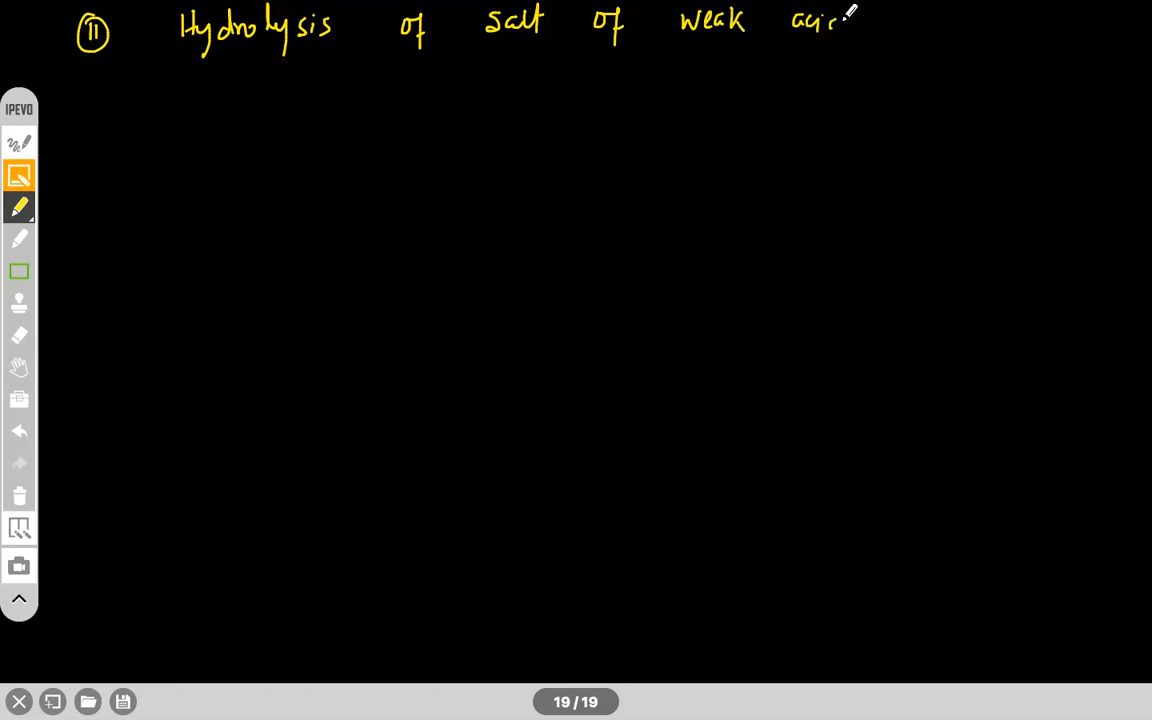 ⑪ Hydrolysis of salt of weak
IPEVO
19 / 19